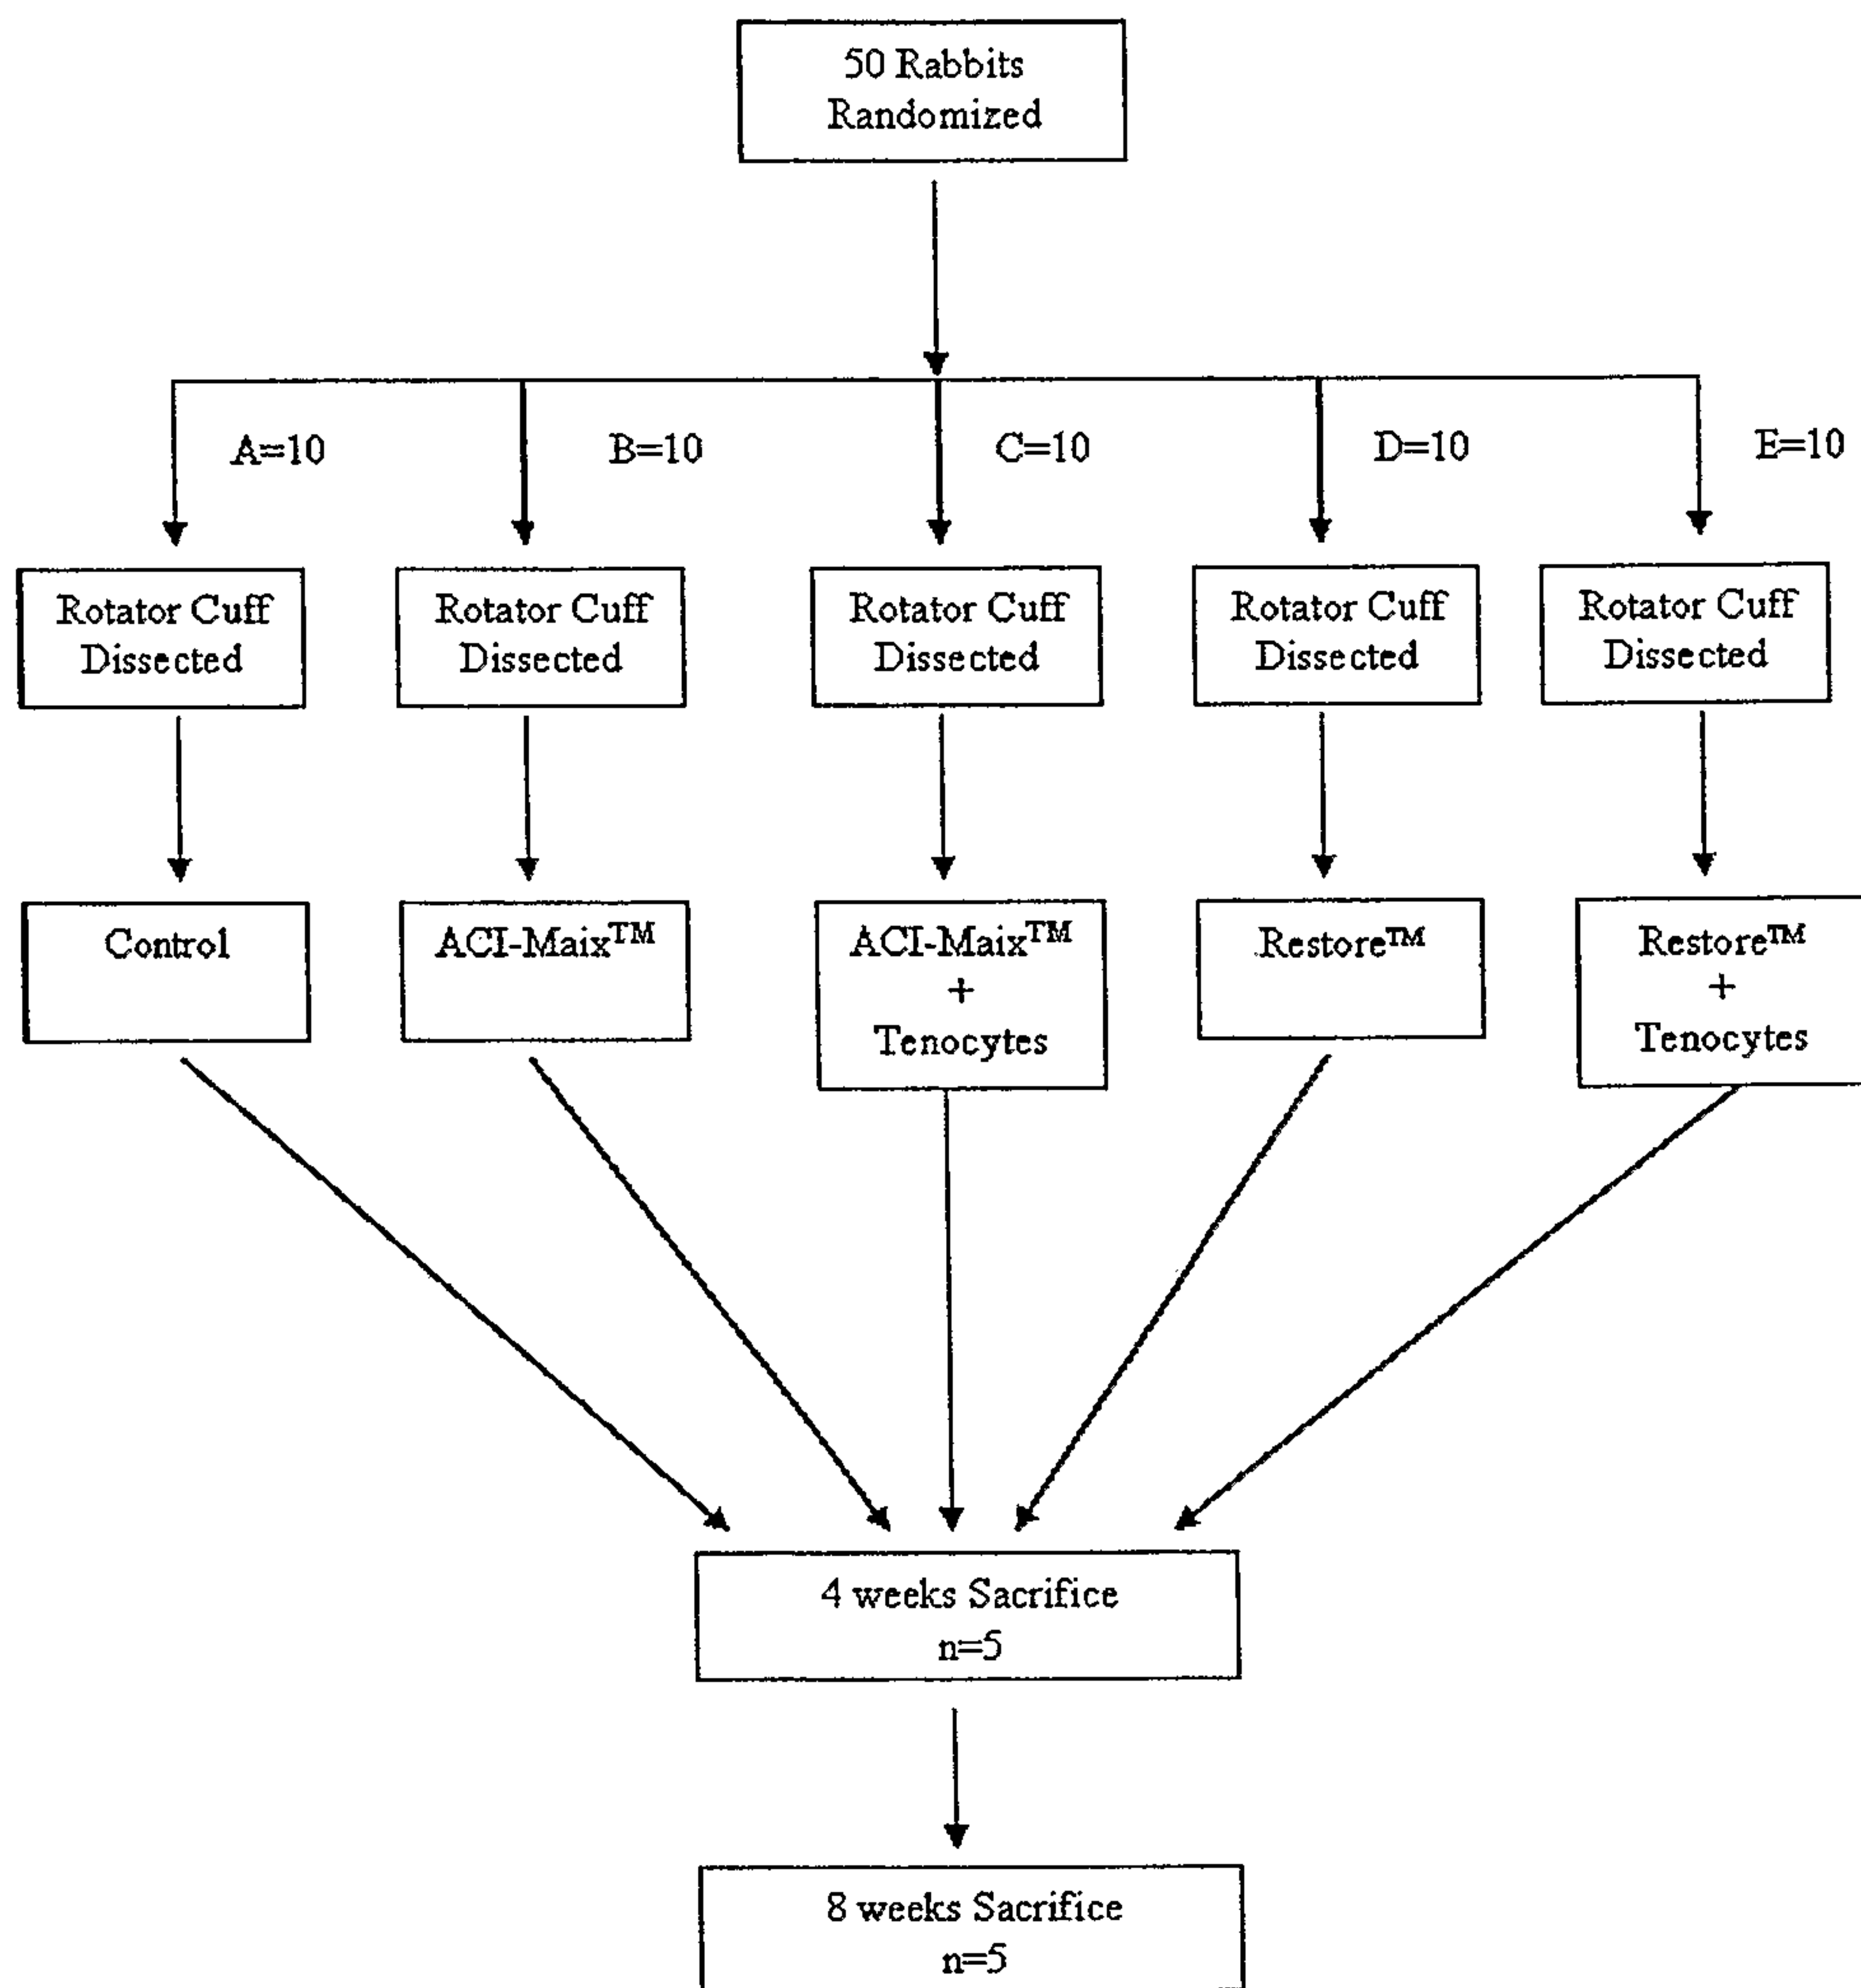 50 Rabbits
Randomized
A=10
B=10
C=10
D=10
E=10
Rotator Cuff
Dissected
Rotator Cuff
Dissected
Rotator Cuff
Dissected
Rotator Cuff
Dissected
Rotator Cuff
Dissected
Control
ACI-Maix™
ACI-Maix™
+
Tenocytes
Restore™
Restore™
+
Tenocytes
4 weeks Sacrifice
n=5
8 weeks Sacrifice
n=5